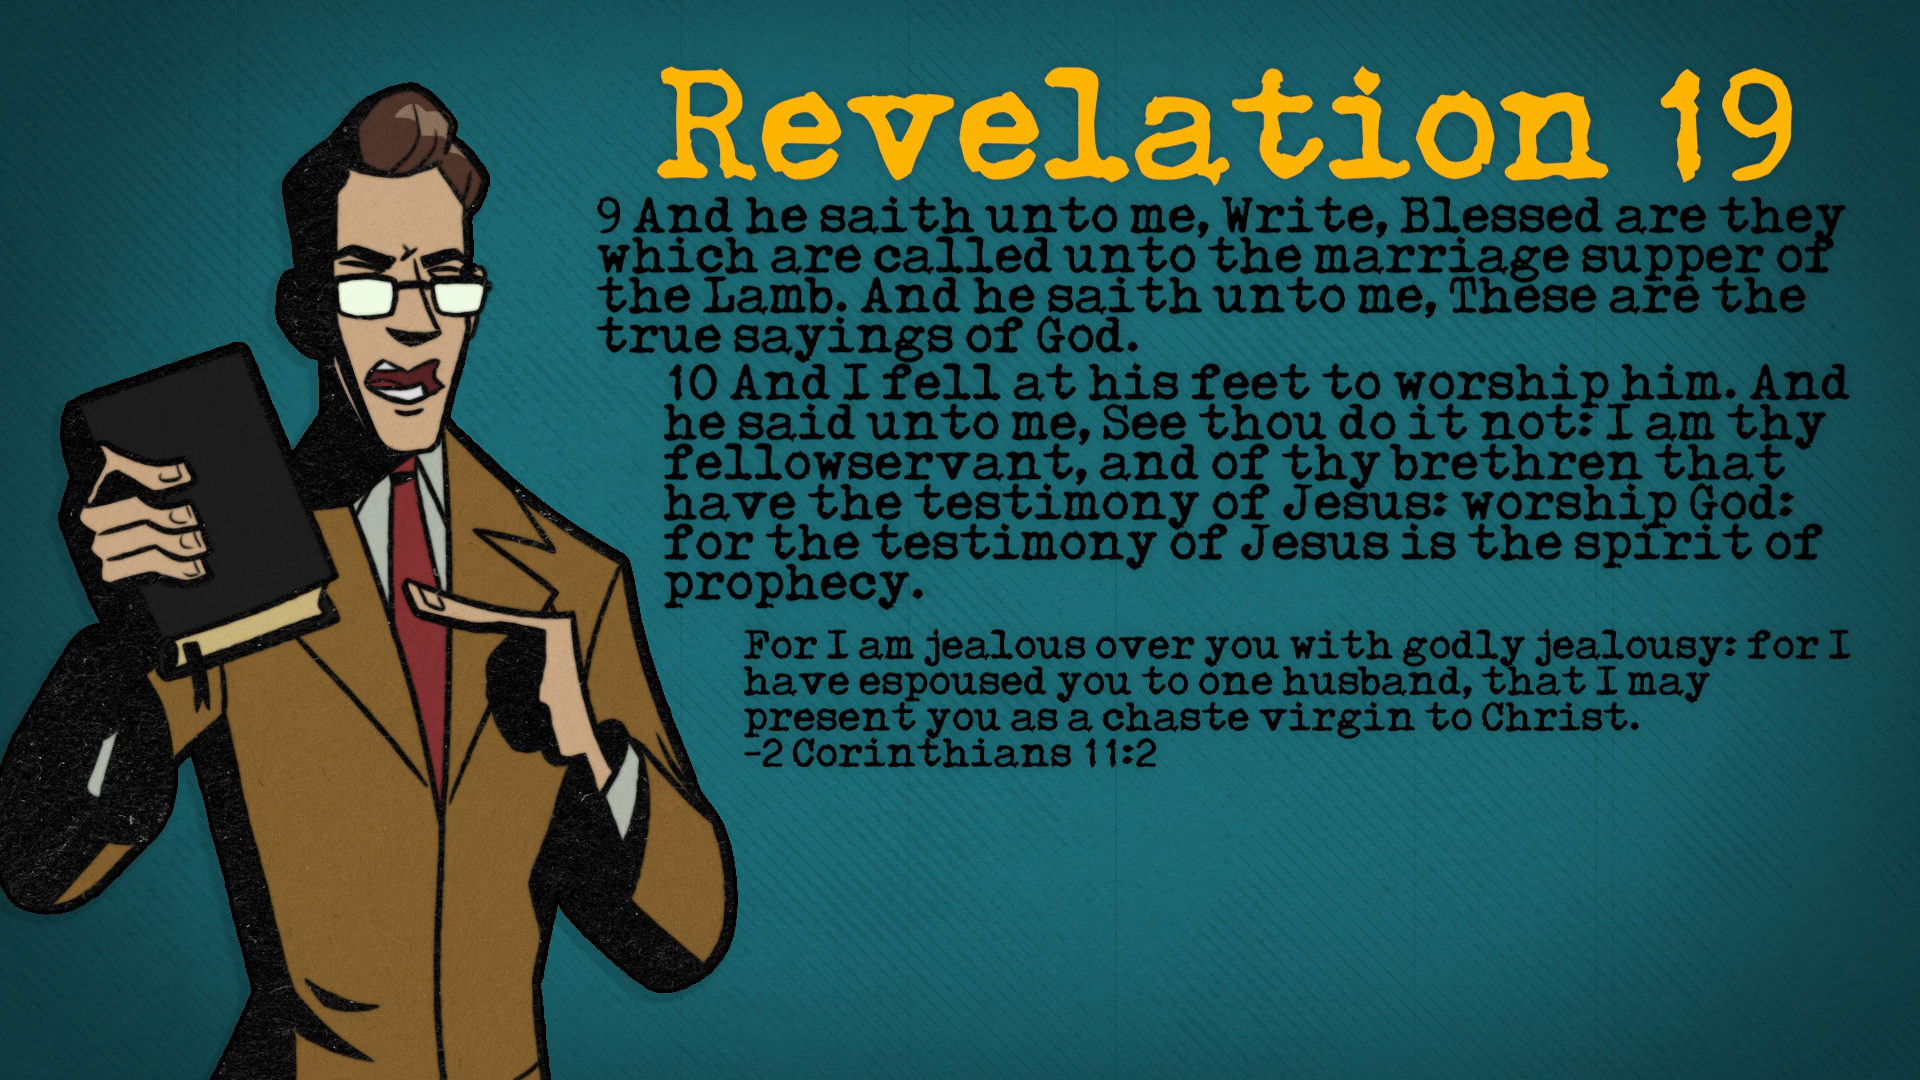 Revelation 19
9 And he saith unto me, Write, Blessed are they
which are called unto the marriage supper of
the Lamb. And he saith unto me, These are the
true sayings of God.
10 And I fell at his feet to worship him. And
he said unto me, See thou do it not: I am thy
fellowservant, and of thy brethren that
have the testimony of Jesus: worship God:
for the testimony of Jesus is the spirit of
prophecy.
For I am jealous over you with godly jealousy: for I
have espoused you to one husband, that I may
present you as a chaste virgin to Christ.
-2 Corinthians 11:2